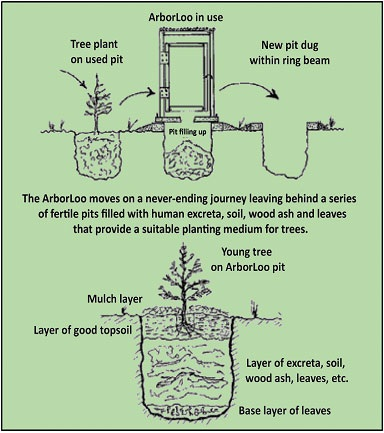 ArborLoo in use
Tree plant
on used pit
New pit dug
within ring beam
Pit filling up
The ArborLoo moves on a never-ending journey leaving behind a series
of fertile pits filled with human excreta, soil, wood ash and leaves
that provide a suitable planting medium for trees.
Young tree
on ArborLoo pit
Mulch layer
Layer of good topsoil
Layer of excreta, soil,
wood ash, leaves, etc.
Base layer of leaves